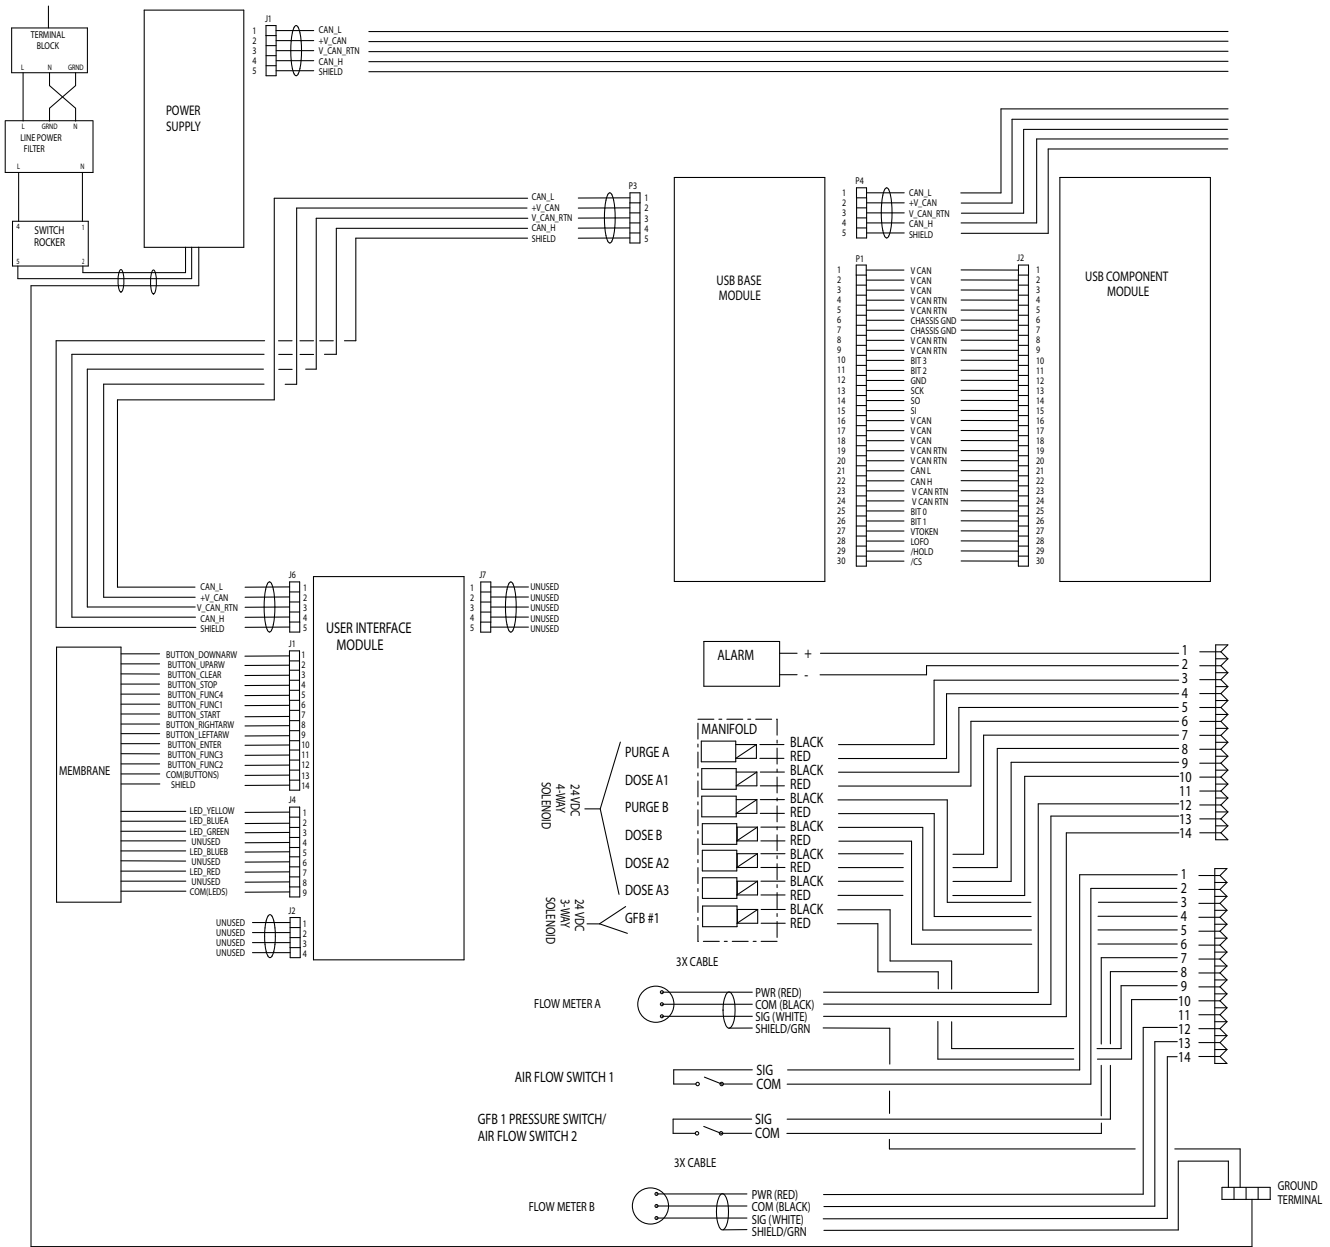 TERMINAL
BLOCK
L N GRND
L GRND N
LINE POWER
FILTER
L N
4 1
SWITCH
ROCKER
5 2
POWER
SUPPLY
J1
1 CAN_L
2 +V_CAN
3 V_CAN_RTN
4 CAN_H
5 SHIELD
P3
CAN_L 1
+V_CAN 2
V_CAN_RTN 3
CAN_H 4
SHIELD 5
USB BASE
MODULE
P4
1 CAN_L
2 +V_CAN
3 V_CAN_RTN
4 CAN_H
5 SHIELD
USB COMPONENT
MODULE
P1 J2
1 V CAN 1
2 V CAN 2
3 V CAN 3
4 V CAN RTN 4
5 V CAN RTN 5
6 CHASSIS GND 6
7 CHASSIS GND 7
8 V CAN RTN 8
9 V CAN RTN 9
10 BIT 3 10
11 BIT 2 11
12 GND 12
13 SCK 13
14 SO 14
15 SI 15
16 V CAN 16
17 V CAN 17
18 V CAN 18
19 V CAN RTN 19
20 V CAN RTN 20
21 CAN L 21
22 CAN H 22
23 V CAN RTN 23
24 V CAN RTN 24
25 BIT 0 25
26 BIT 1 26
27 VTOKEN 27
28 LOFO 28
29 /HOLD 29
30 /CS 30
J6
CAN_L 1
+V_CAN 2
V_CAN_RTN 3
CAN_H 4
SHIELD 5
USER INTERFACE
MODULE
J7
1 UNUSED
2 UNUSED
3 UNUSED
4 UNUSED
5 UNUSED
MEMBRANE
J1
BUTTON_DOWNARW 1
BUTTON_UPARW 2
BUTTON_CLEAR 3
BUTTON_STOP 4
BUTTON_FUNC4 5
BUTTON_FUNC1 6
BUTTON_START 7
BUTTON_RIGHTARW 8
BUTTON_LEFTARW 9
BUTTON_ENTER 10
BUTTON_FUNC3 11
BUTTON_FUNC2 12
COM(BUTTONS) 13
SHIELD 14
J4
LED_YELLOW 1
LED_BLUEA 2
LED_GREEN 3
UNUSED 4
LED_BLUEB 5
UNUSED 6
LED_RED 7
UNUSED 8
COM(LEDS) 9
J2
UNUSED 1
UNUSED 2
UNUSED 3
UNUSED 4
ALARM
+
-
24 VDC
4-WAY
SOLENOID
24 VDC
3-WAY
SOLENOID
MANIFOLD
PURGE A BLACK
RED
DOSE A1 BLACK
RED
PURGE B BLACK
RED
DOSE B BLACK
RED
DOSE A2 BLACK
RED
DOSE A3 BLACK
RED
GFB #1 BLACK
RED
1
2
3
4
5
6
7
8
9
10
11
12
13
14
1
2
3
4
5
6
7
8
9
10
11
12
13
14
3X CABLE
FLOW METER A
PWR (RED)
COM (BLACK)
SIG (WHITE)
SHIELD/GRN
AIR FLOW SWITCH 1
SIG
COM
GFB 1 PRESSURE SWITCH/
AIR FLOW SWITCH 2
SIG
COM
3X CABLE
FLOW METER B
PWR (RED)
COM (BLACK)
SIG (WHITE)
SHIELD/GRN
GROUND
TERMINAL